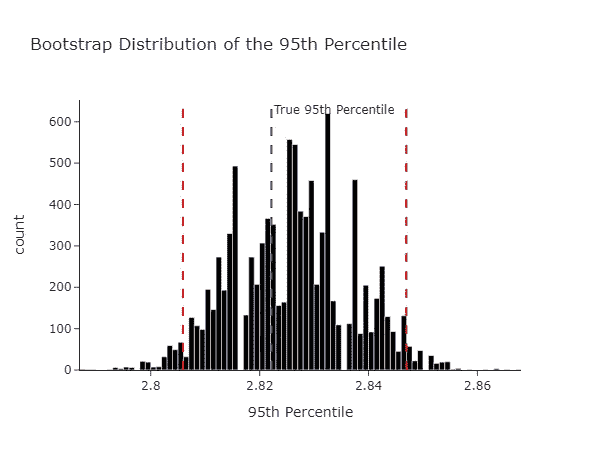 Bootstrap Distribution of the 95th Percentile
True 95th Percentile
600
500
400
300
200
100
0
count
2.8
2.82
2.84
2.86
95th Percentile